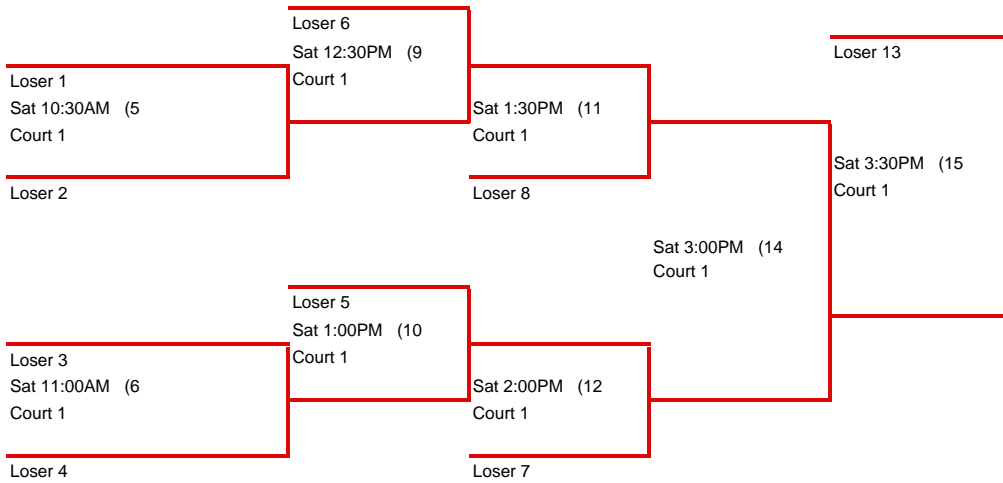 Loser 6
Sat 12:30PM (9
Court 1
Loser 13
Loser 1
Sat 10:30AM (5
Court 1
Sat 1:30PM (11
Court 1
Loser 2
Loser 8
Sat 3:30PM (15
Court 1
Sat 3:00PM (14
Court 1
Loser 5
Sat 1:00PM (10
Court 1
Loser 3
Sat 11:00AM (6
Court 1
Sat 2:00PM (12
Court 1
Loser 4
Loser 7